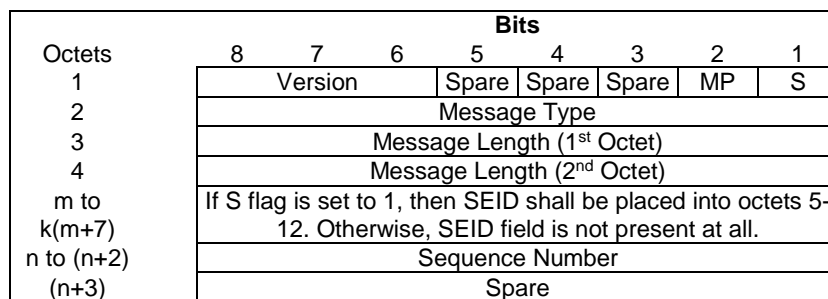 Bits
Octets 8 7 6 5 4 3 2 1
1 Version Spare Spare Spare MP S
2 Message Type
3 Message Length (1st Octet)
4 Message Length (2nd Octet)
m to If S flag is set to 1, then SEID shall be placed into octets 5-
k(m+7) 12. Otherwise, SEID field is not present at all.
n to (n+2) Sequence Number
(n+3) Spare